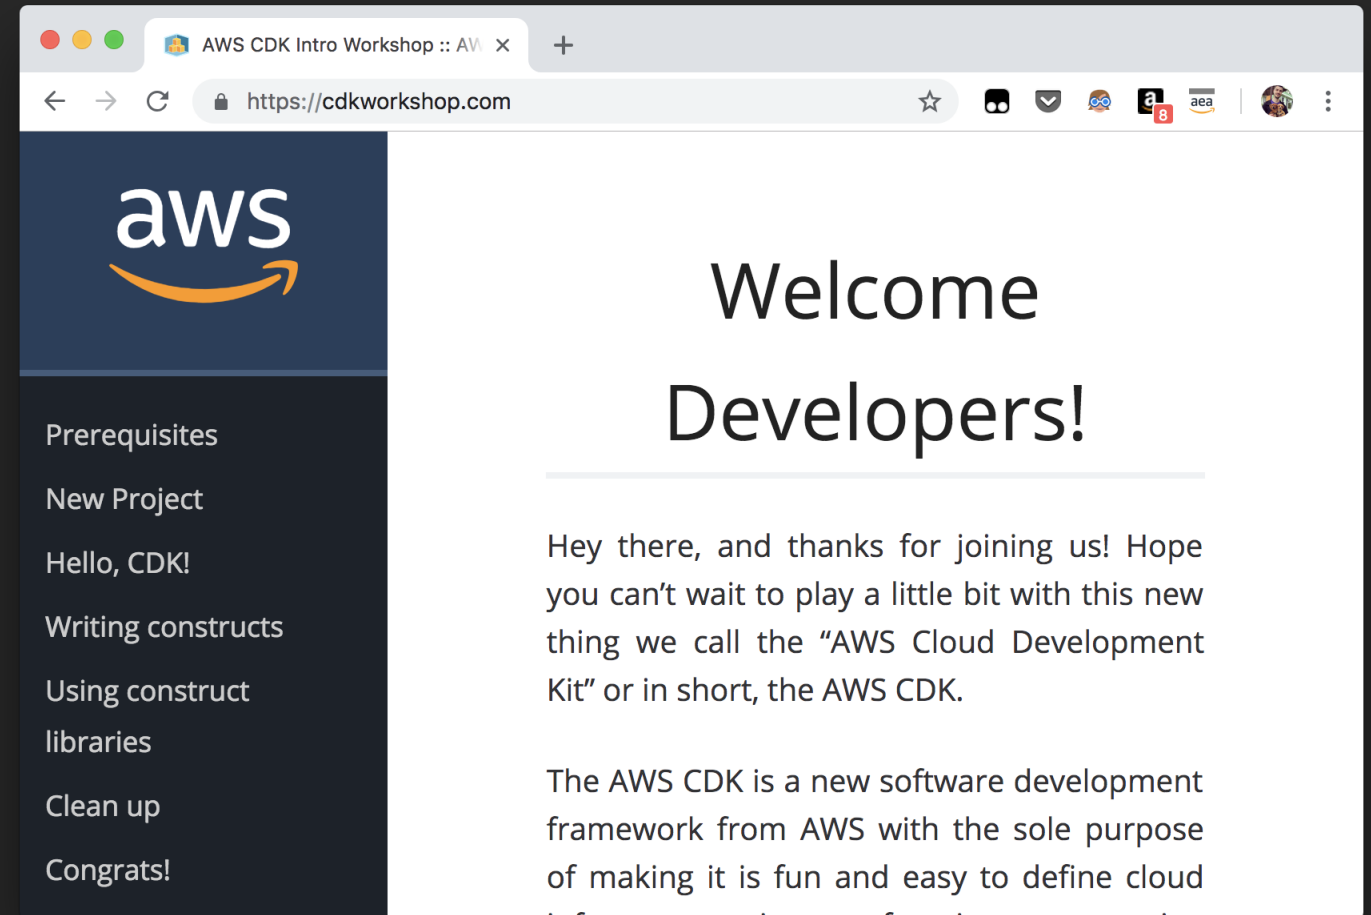 AWS CDK Intro Workshop :: AW
https://cdkworkshop.com
a
8
aea
aws
Prerequisites
New Project
Hello, CDK!
Writing constructs
Using construct
libraries
Clean up
Congrats!
Welcome
Developers!
Hey there, and thanks for joining us! Hope
you can’t wait to play a little bit with this new
thing we call the “AWS Cloud Development
Kit” or in short, the AWS CDK.
The AWS CDK is a new software development
framework from AWS with the sole purpose
of making it is fun and easy to define cloud